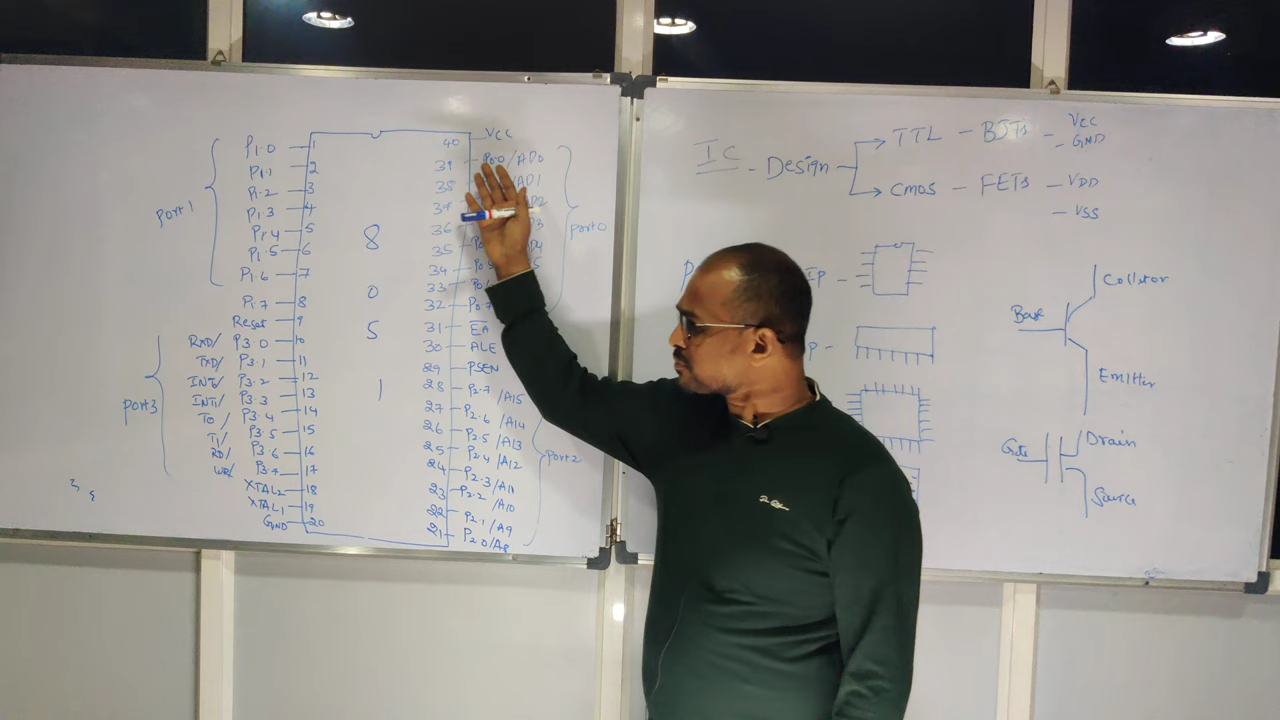 Port1
P1.0 1
P1.1 2
P1.2 3
P1.3 4
P1.4 5
P1.5 6
P1.6 7
P1.7 8
Reset 9
Port3
RXD/ P3.0 10
TXD/ P3.1 11
INT0/ P3.2 12
INT1/ P3.3 13
T0/ P3.4 14
T1/ P3.5 15
RD/ P3.6 16
WR/ P3.7 17
XTAL2 18
XTAL1 19
GND 20
8
0
5
1
40 VCC
39 P0.0/AD0
38 /AD1
37
36
35
34
33
32 P0.7
Port0
31 EA
30 ALE
29 PSEN
28 P2.7/A15
27 P2.6/A14
26 P2.5/A13
25 P2.4/A12
24 P2.3/A11
23 P2.2/A10
22 P2.1/A9
21 P2.0/A8
Port2
IC - Design
TTL - BJTs - VCC
- GND
CMOS - FETs - VDD
- VSS
Collector
Base
Emitter
Drain
Gate
Source